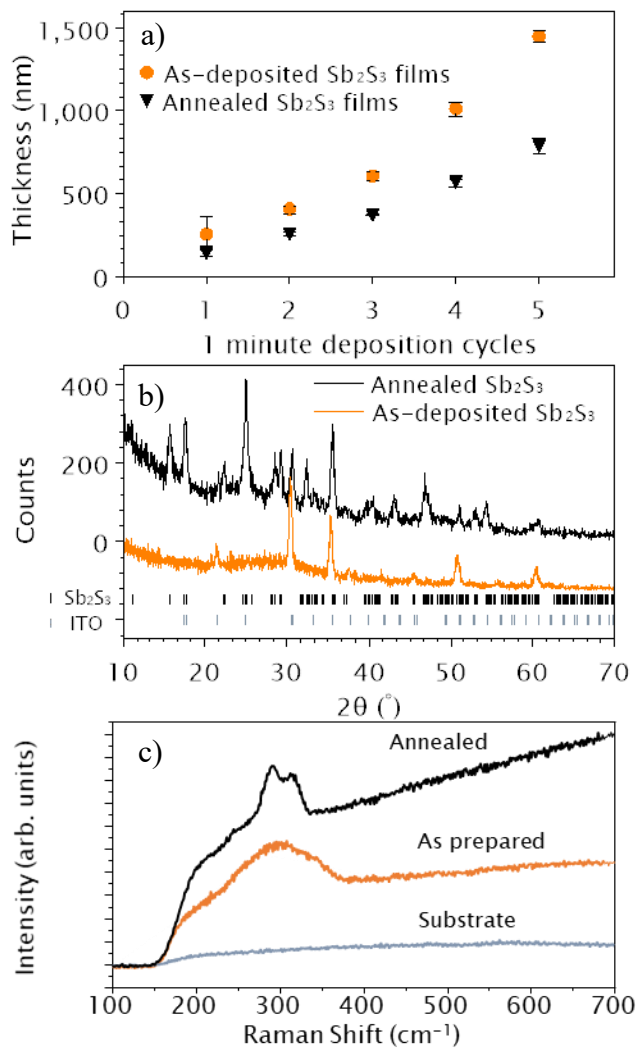 a)
As-deposited Sb₂S₃ films
Annealed Sb₂S₃ films
Thickness (nm)
1,500
1,000
500
0
0 1 2 3 4 5
1 minute deposition cycles
b)
Annealed Sb₂S₃
As-deposited Sb₂S₃
Counts
400
200
0
Sb₂S₃
ITO
10 20 30 40 50 60 70
2θ (°)
c)
Annealed
As prepared
Substrate
Intensity (arb. units)
100 200 300 400 500 600 700
Raman Shift (cm⁻¹)